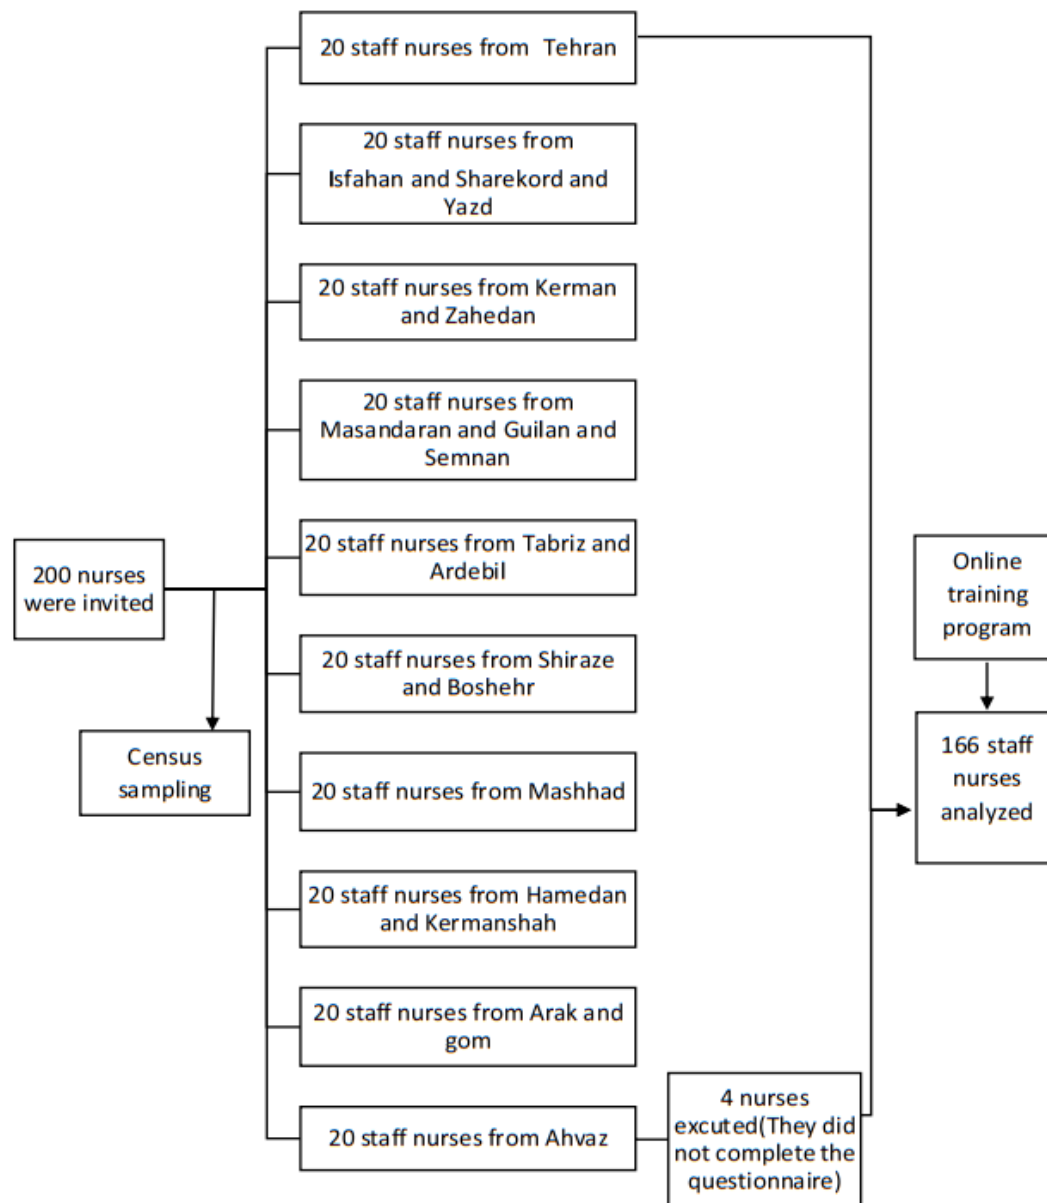 20 staff nurses from Tehran
20 staff nurses from
Isfahan and Sharekord and
Yazd
20 staff nurses from Kerman
and Zahedan
20 staff nurses from
Masandaran and Guilan and
Semnan
200 nurses
were invited
Census
sampling
20 staff nurses from Tabriz and
Ardebil
20 staff nurses from Shiraze
and Boshehr
20 staff nurses from Mashhad
20 staff nurses from Hamedan
and Kermanshah
20 staff nurses from Arak and
gom
20 staff nurses from Ahvaz
4 nurses
excuted(They did
not complete the
questionnaire)
Online
training
program
166 staff
nurses
analyzed